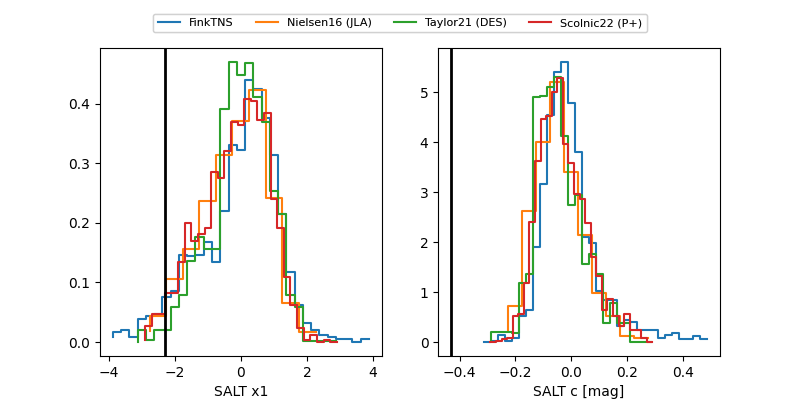 FinkTNS Nielsen16 (JLA) Taylor21 (DES) Scolnic22 (P+)
0.4
0.3
0.2
0.1
0.0
−4 −2 0 2 4
SALT x1
5
4
3
2
1
0
−0.4 −0.2 0.0 0.2 0.4
SALT c [mag]